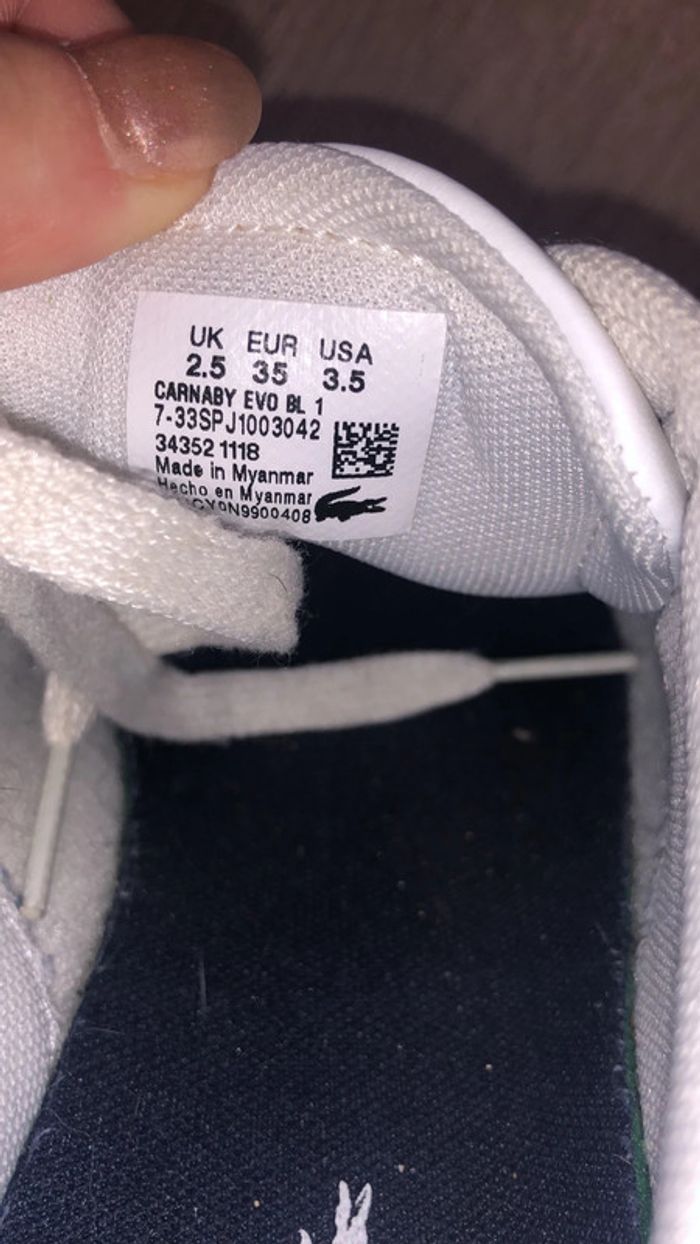 UK EUR USA
2.5 35 3.5
CARNABY EVO BL 1
7-33SPJ1003042
34352 1118
Made in Myanmar
Hecho en Myanmar